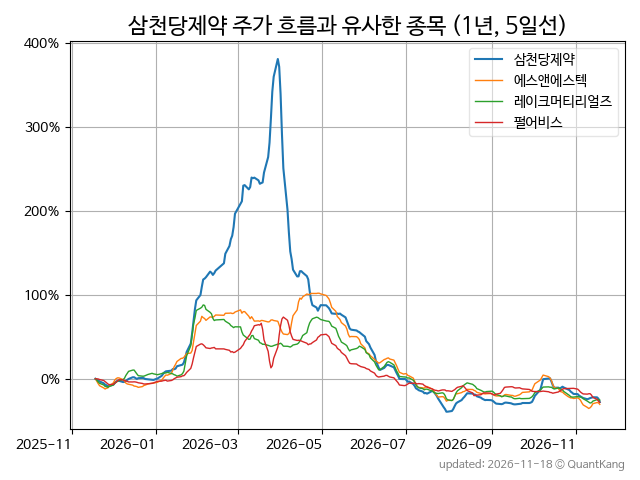 삼천당제약 주가 흐름과 유사한 종목 (1년, 5일선)
400%
300%
200%
100%
0%
삼천당제약
에스앤에스텍
레이크머티리얼즈
펄어비스
2025-11
2026-01
2026-03
2026-05
2026-07
2026-09
2026-11
updated: 2026-11-18 © QuantKang